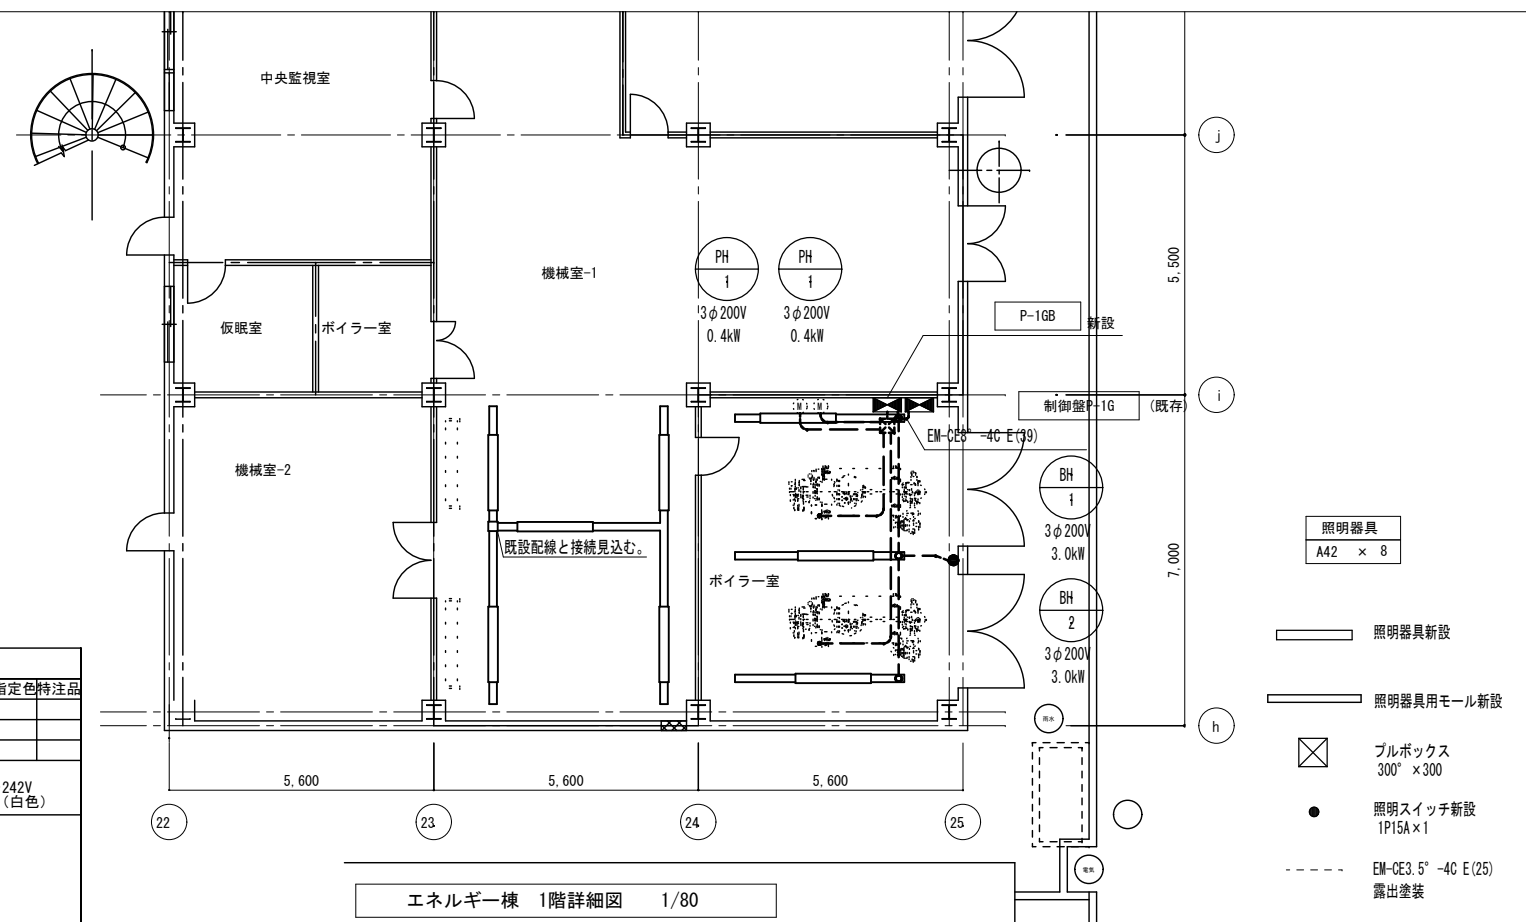 中央監視室
j
機械室-1
PH
1
3φ200V
0.4kW
PH
1
3φ200V
0.4kW
5,500
P-1GB
新設
仮眠室
ボイラー室
i
制御盤P-1G
(既存)
M
M
EM-CE8°-4C E(39)
機械室-2
BH
1
3φ200V
3.0kW
照明器具
A42 × 8
既設配線と接続見込む。
7,000
ボイラー室
BH
2
3φ200V
3.0kW
照明器具新設
指定色
特注品
照明器具用モール新設
雨水
h
プルボックス
300° ×300
242V
(白色)
5,600
5,600
5,600
照明スイッチ新設
1P15A×1
22
23
24
25
電気
EM-CE3.5°-4C E(25)
露出塗装
エネルギー棟 1階詳細図 1/80